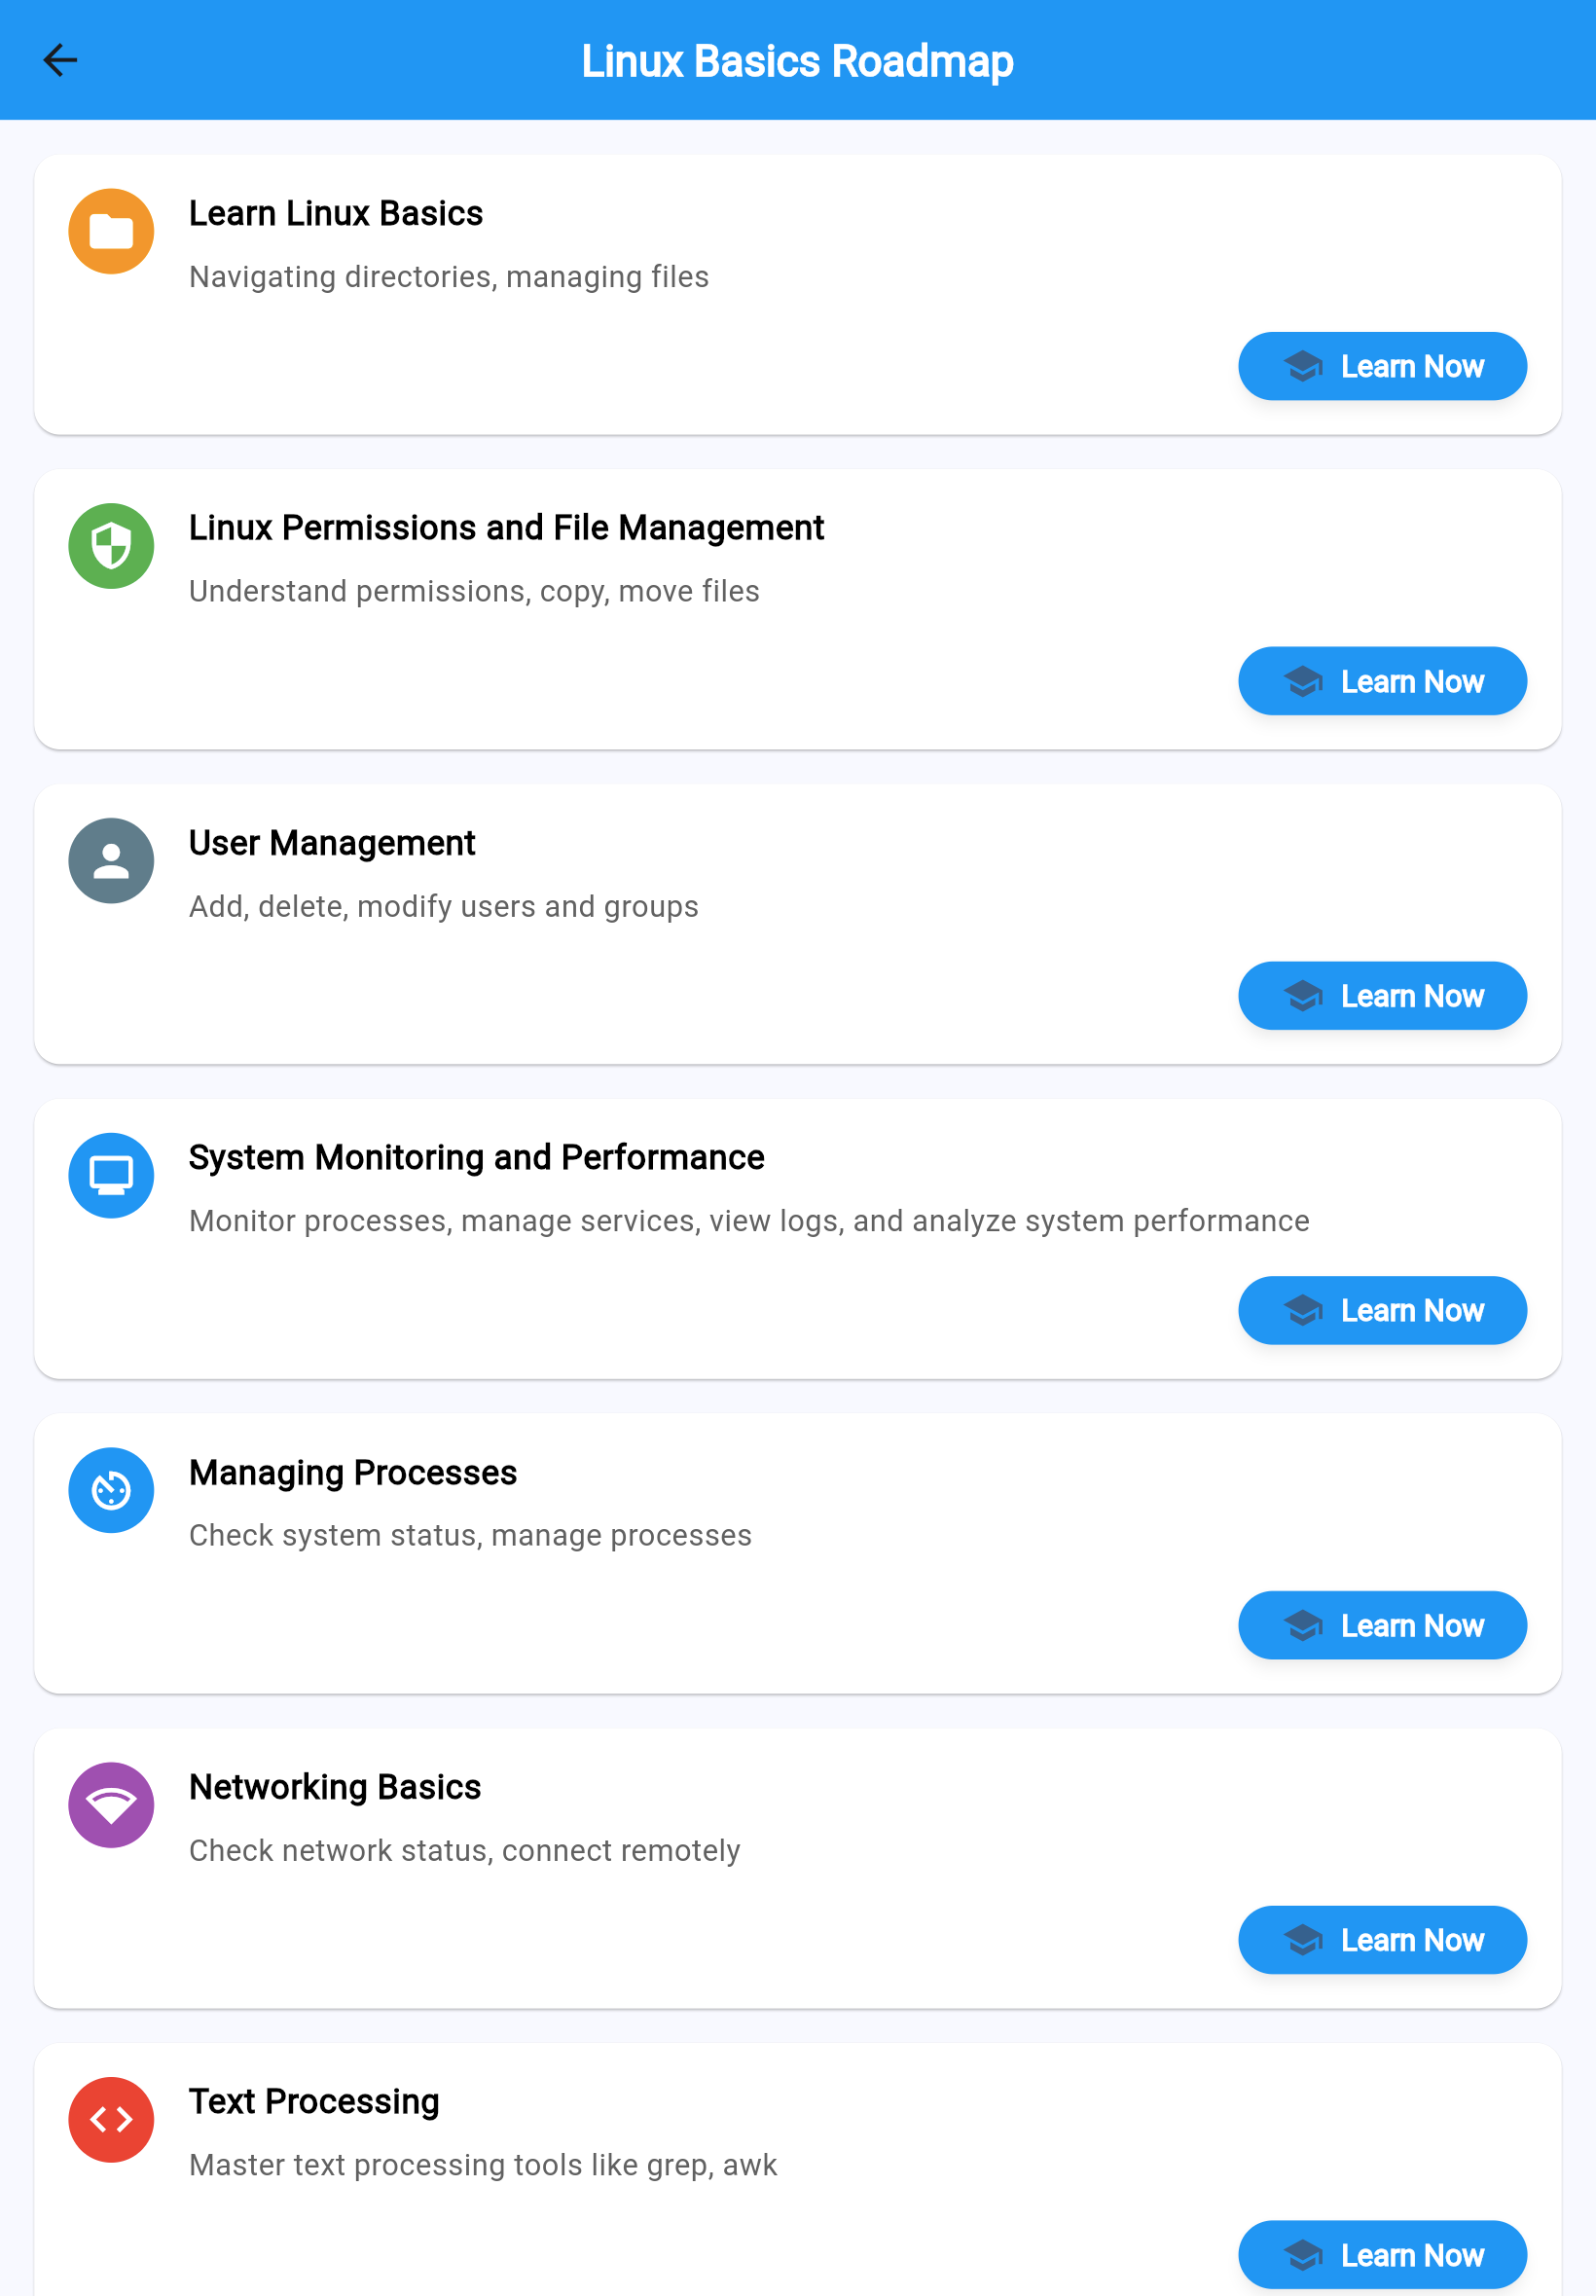 Linux Basics Roadmap
Learn Linux Basics
Navigating directories, managing files
Learn Now
Linux Permissions and File Management
Understand permissions, copy, move files
Learn Now
User Management
Add, delete, modify users and groups
Learn Now
System Monitoring and Performance
Monitor processes, manage services, view logs, and analyze system performance
Learn Now
Managing Processes
Check system status, manage processes
Learn Now
Networking Basics
Check network status, connect remotely
Learn Now
Text Processing
Master text processing tools like grep, awk
Learn Now